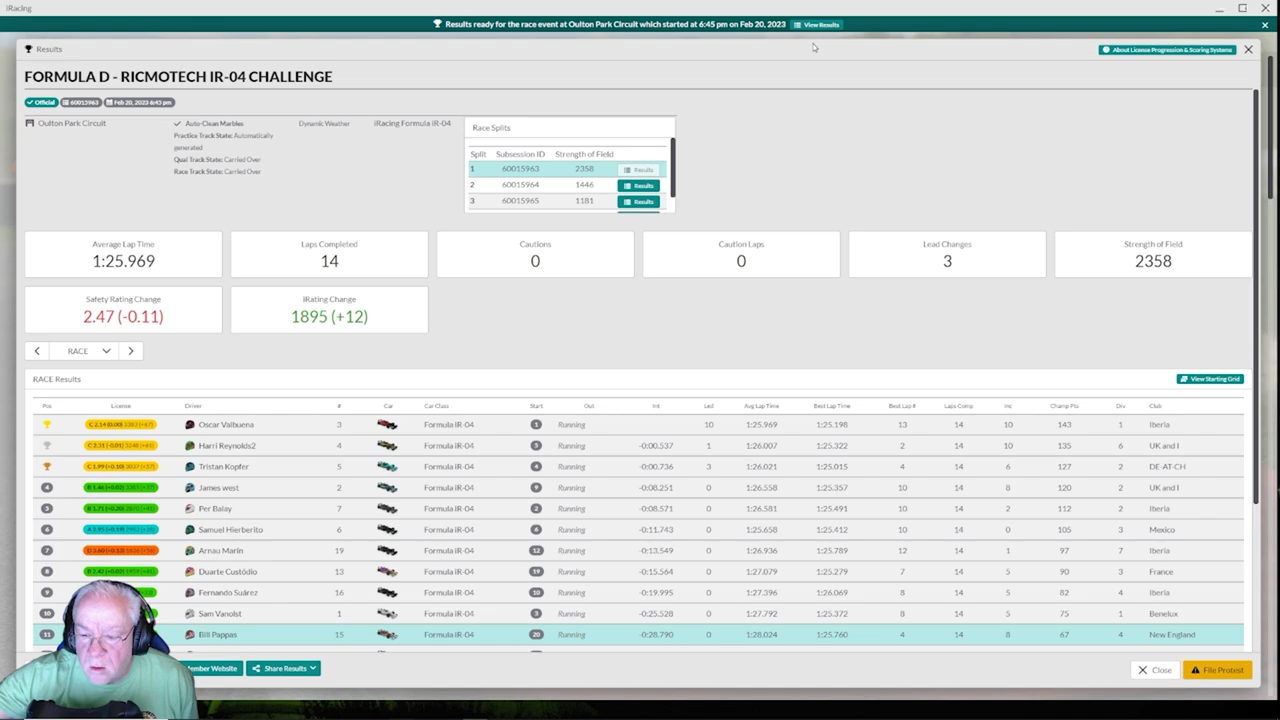 iRacing
Results ready for the race event at Oulton Park Circuit which started at 6:45 pm on Feb 20, 2023 View Results
Results
About License Progression & Scoring Systems
FORMULA D - RICMOTECH IR-04 CHALLENGE
Official 60015963 Feb 20, 2023 6:45 pm
Oulton Park Circuit
Auto-Clean Marbles
Practice Track State: Automatically
generated
Qual Track State: Carried Over
Race Track State: Carried Over
Dynamic Weather
iRacing Formula iR-04
Race Splits
Split Subsession ID Strength of Field
1 60015963 2358 Results
2 60015964 1446 Results
3 60015965 1181 Results
Average Lap Time Laps Completed Cautions Caution Laps Lead Changes Strength of Field
1:25.969 14 0 0 3 2358
Safety Rating Change iRating Change
2.47 (-0.11) 1895 (+12)
RACE
RACE Results View Starting Grid
Pos License Driver # Car Car Class Start Out Int Led Avg Lap Time Best Lap Time Best Lap # Laps Comp Inc Champ Pts Div Club
Oscar Valbuena 3 Formula iR-04 1 Running 10 1:25.969 1:25.198 13 14 10 143 1 Iberia
Harri Reynolds2 4 Formula iR-04 5 Running -0:00.537 1 1:26.007 1:25.322 2 14 10 135 6 UK and I
Tristan Kopfer 5 Formula iR-04 4 Running -0:00.736 3 1:26.021 1:25.015 4 14 6 127 2 DE-AT-CH
4 James west 2 Formula iR-04 9 Running -0:08.251 0 1:26.558 1:25.357 10 14 8 120 2 UK and I
5 Per Balay 7 Formula iR-04 2 Running -0:08.571 0 1:26.581 1:25.491 10 14 2 112 2 Iberia
6 Samuel Hierberito 6 Formula iR-04 Running -0:11.743 0 1:25.658 1:25.212 10 14 0 105 3 Mexico
7 Arnau Marin 19 Formula iR-04 12 Running -0:13.549 0 1:26.936 1:25.789 12 14 1 97 7 Iberia
8 Duarte Custódio 13 Formula iR-04 19 Running -0:15.564 0 1:27.079 1:25.279 7 14 5 90 3 France
9 Fernando Suárez 16 Formula iR-04 10 Running -0:19.995 0 1:27.396 1:26.069 8 14 3 82 4 Iberia
10 Sam Vanolst 1 Formula iR-04 3 Running -0:25.528 0 1:27.792 1:25.372 8 14 5 75 1 Benelux
11 Bill Pappas 15 Formula iR-04 20 Running -0:28.790 0 1:28.024 1:25.760 4 14 8 67 4 New England
ember Website Share Results Close File Protest